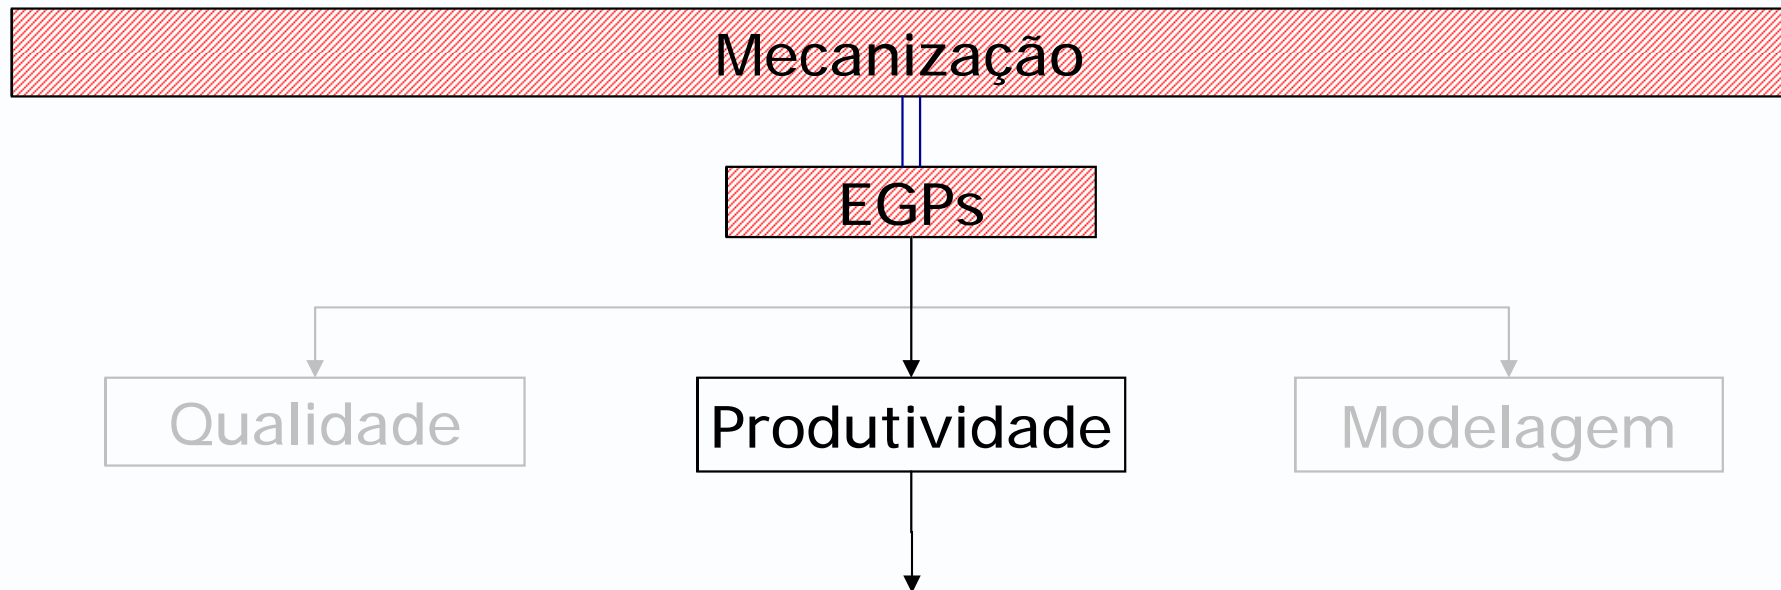 Mecanização
EGPs
Qualidade
Produtividade
Modelagem